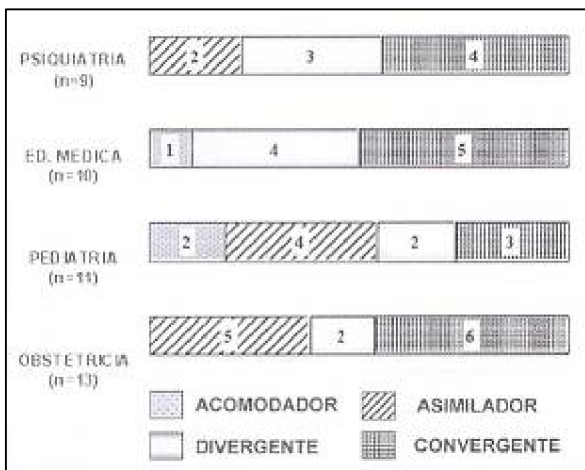 PSIQUIATRIA
(n=9)
2 3 4
ED. MEDICA
(n=10)
1 4 5
PEDIATRIA
(n=11)
2 4 2 3
OBSTETRICIA
(n=13)
5 2 6
ACOMODADOR ASIMILADOR
DIVERGENTE CONVERGENTE